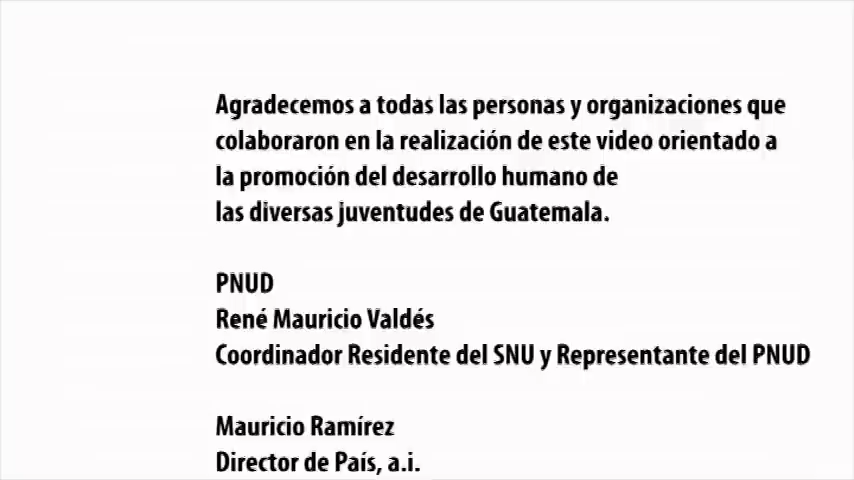 Agradecemos a todas las personas y organizaciones que
colaboraron en la realización de este video orientado a
la promoción del desarrollo humano de
las diversas juventudes de Guatemala.
PNUD
René Mauricio Valdés
Coordinador Residente del SNU y Representante del PNUD
Mauricio Ramírez
Director de País, a.i.